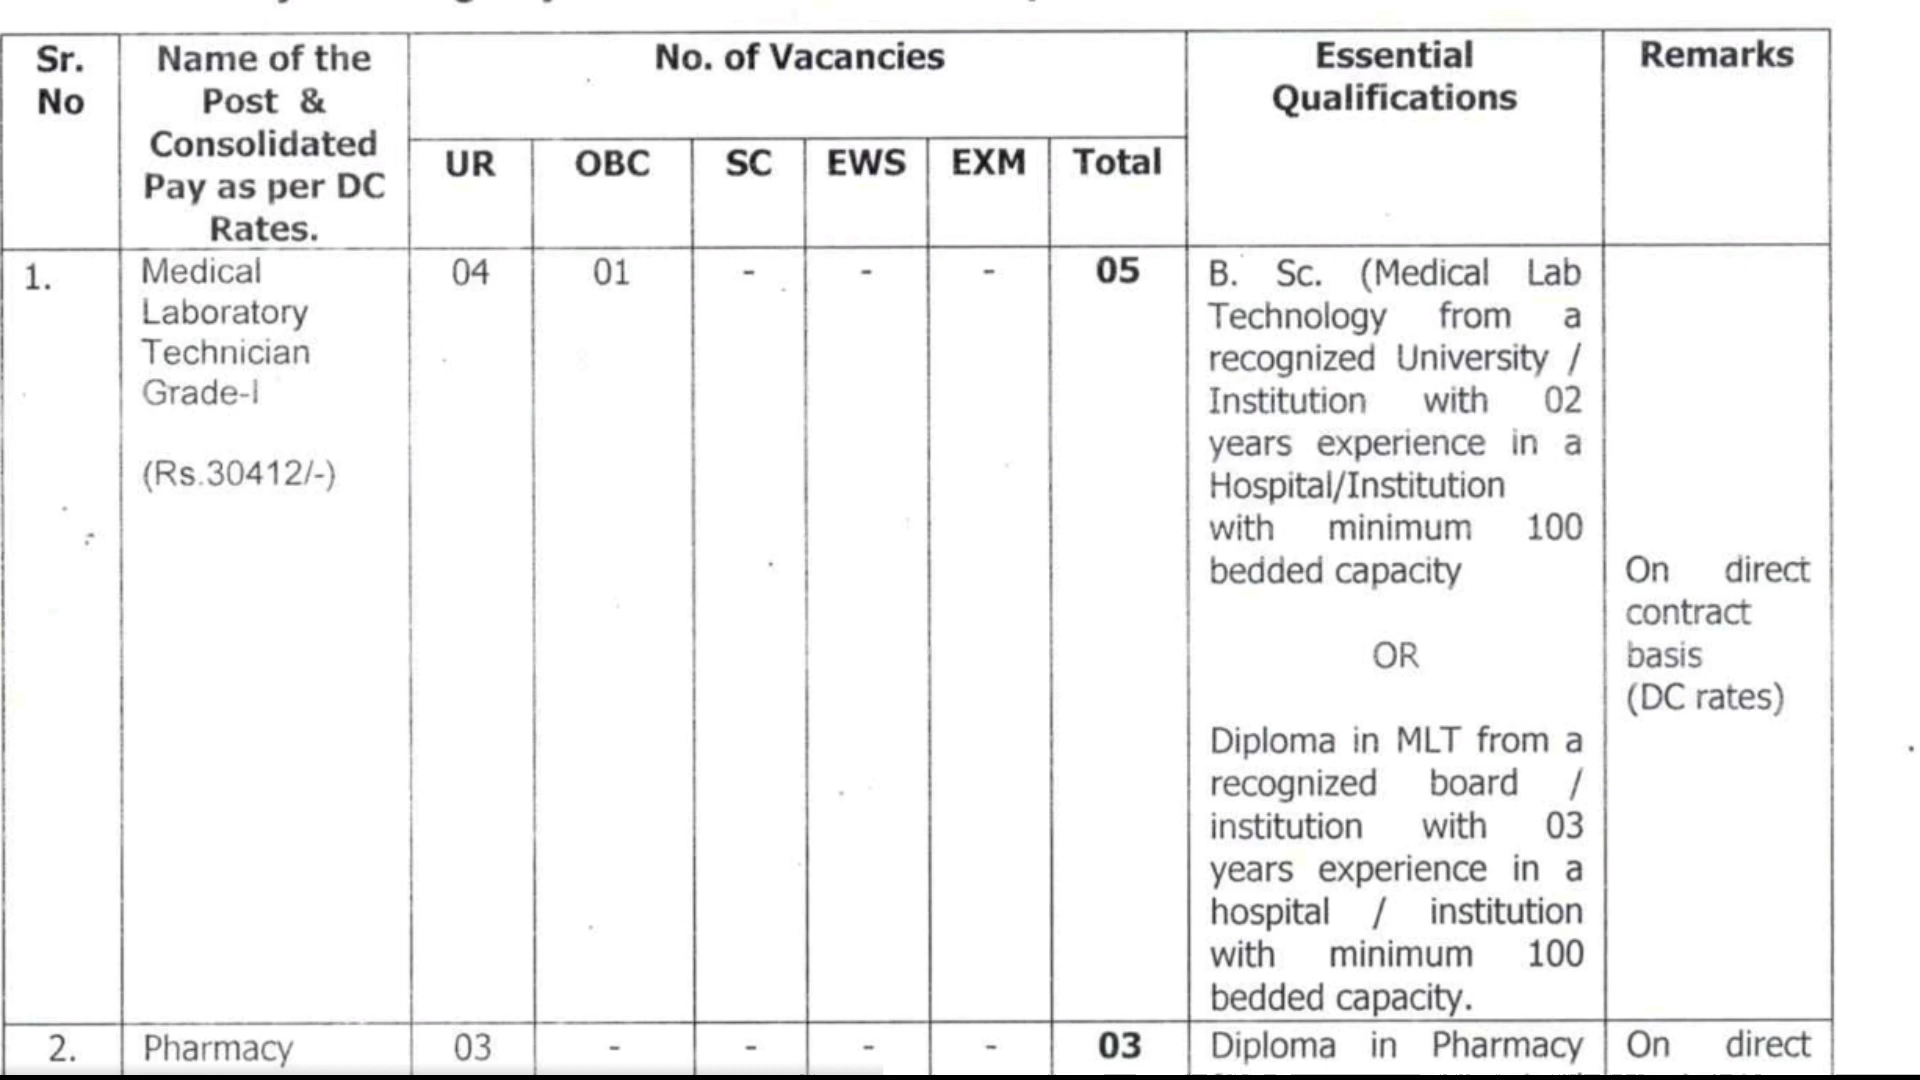 Sr.
No
Name of the
Post &
Consolidated
Pay as per DC
Rates.
No. of Vacancies
UR OBC SC EWS EXM Total
Essential
Qualifications
Remarks
1.
Medical
Laboratory
Technician
Grade-I
(Rs.30412/-)
04 01 - - - 05
B. Sc. (Medical Lab
Technology from a
recognized University /
Institution with 02
years experience in a
Hospital/Institution
with minimum 100
bedded capacity
OR
Diploma in MLT from a
recognized board /
institution with 03
years experience in a
hospital / institution
with minimum 100
bedded capacity.
On direct
contract
basis
(DC rates)
2. Pharmacy 03 - - - - 03 Diploma in Pharmacy On direct